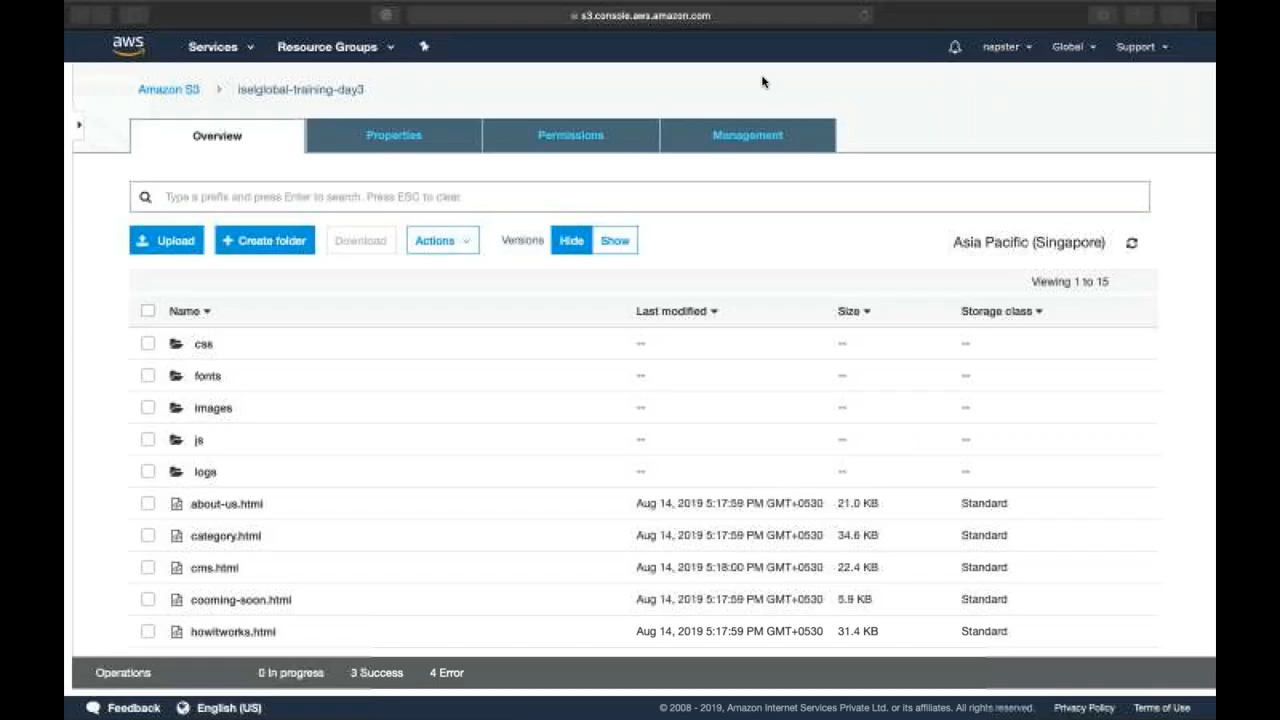 s3.console.aws.amazon.com
aws Services Resource Groups napster Global Support
Amazon S3 iselglobal-training-day3
Overview Properties Permissions Management
Type a prefix and press Enter to search. Press ESC to clear.
Upload + Create folder Download Actions Versions Hide Show Asia Pacific (Singapore)
Viewing 1 to 15
Name Last modified Size Storage class
css -- -- --
fonts -- -- --
images -- -- --
js -- -- --
logs -- -- --
about-us.html Aug 14, 2019 5:17:59 PM GMT+0530 21.0 KB Standard
category.html Aug 14, 2019 5:17:59 PM GMT+0530 34.6 KB Standard
cms.html Aug 14, 2019 5:18:00 PM GMT+0530 22.4 KB Standard
cooming-soon.html Aug 14, 2019 5:17:59 PM GMT+0530 5.9 KB Standard
howitworks.html Aug 14, 2019 5:17:59 PM GMT+0530 31.4 KB Standard
Operations 0 In progress 3 Success 4 Error
Feedback English (US) © 2008 - 2019, Amazon Internet Services Private Ltd. or its affiliates. All rights reserved. Privacy Policy Terms of Use